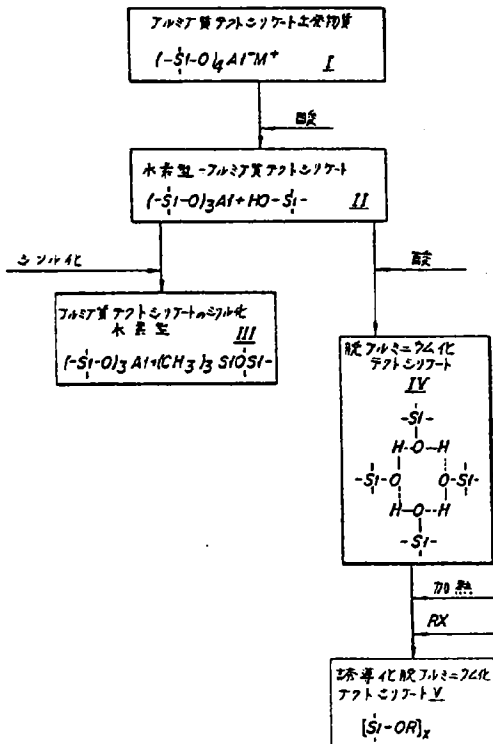 アルミア質テクトシリケート出発物質
(-Si-O)4 Al⁻M⁺ I
酸
水素型-アルミア質テクトシリケート
(-Si-O)3Al+HO-Si- II
シリル化
酸
アルミア質テクトシリケートのシリル化
水素型
III
(-Si-O)3Al+(CH3)3SiOSi-
脱アルミニウム化
テクトシリケート
IV
-Si-
H-O-H
-Si-O O-Si-
H-O--H
-Si-
加熱
RX
誘導化脱アルミニウム化
テクトシリケート V
[Si-OR]x